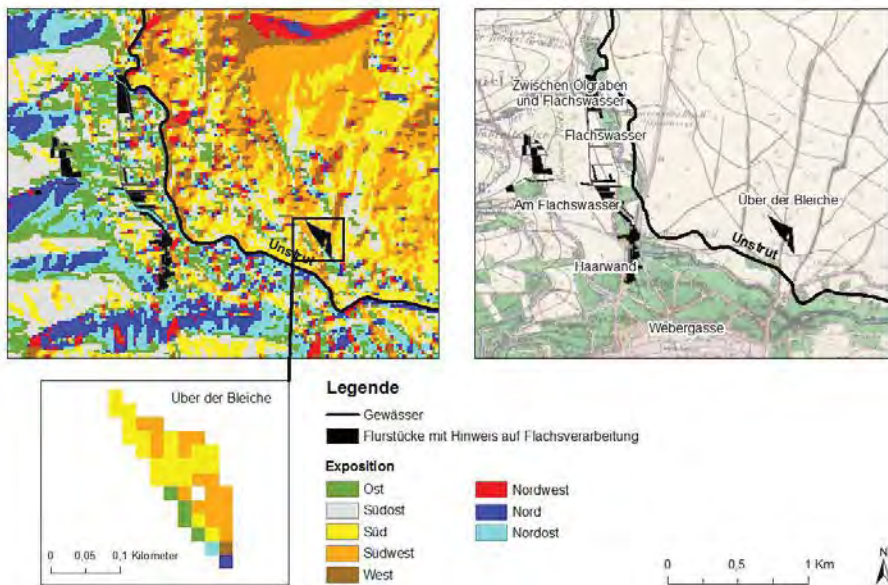 Zwischen Ölgraben
und Flachswasser
Flachswasser
Über der Bleiche
Am Flachswasser
Unstrut
Unstrut
Haarwand
Webergasse
Über der Bleiche
0 0,05 0,1 Kilometer
Legende
Gewässer
Flurstücke mit Hinweis auf Flachsverarbeitung
Exposition
Ost
Südost
Süd
Südwest
West
Nordwest
Nord
Nordost
0 0,5 1 Km
N